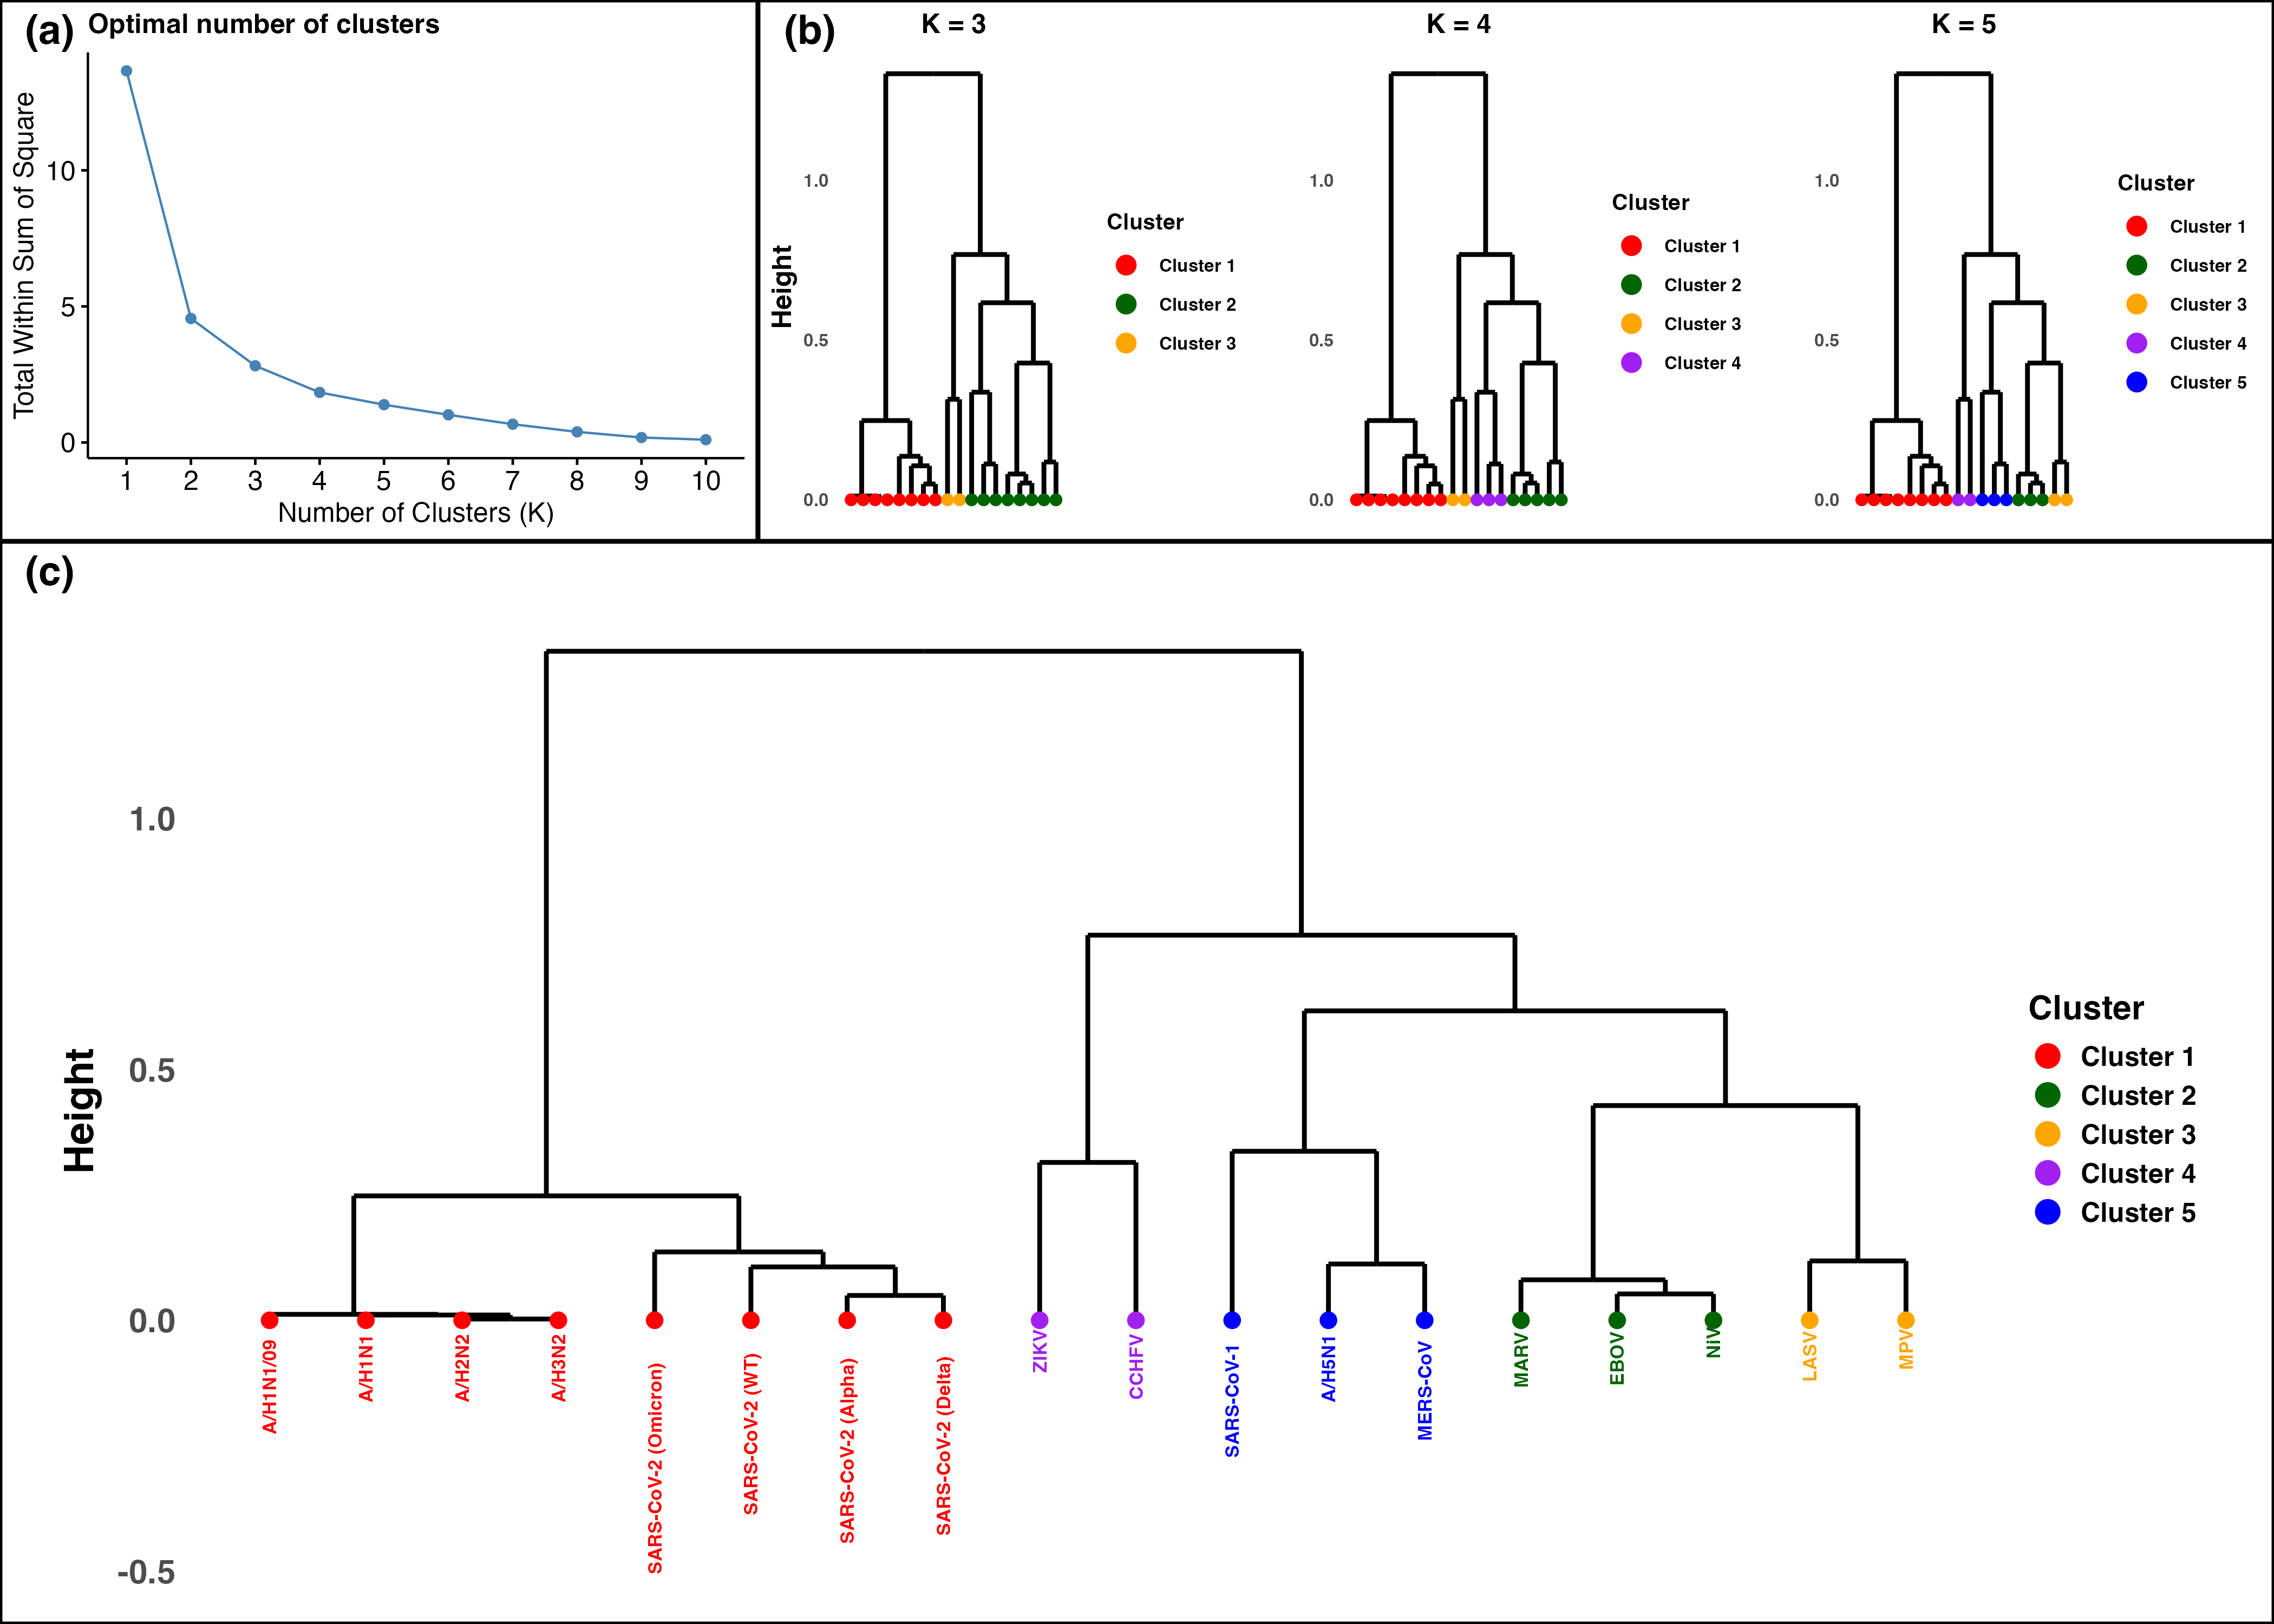 (a) Optimal number of clusters
Total Within Sum of Square
10
5
0
1 2 3 4 5 6 7 8 9 10
Number of Clusters (K)
(b)
K = 3
Height
1.0
0.5
0.0
Cluster
Cluster 1
Cluster 2
Cluster 3
K = 4
1.0
0.5
0.0
Cluster
Cluster 1
Cluster 2
Cluster 3
Cluster 4
K = 5
1.0
0.5
0.0
Cluster
Cluster 1
Cluster 2
Cluster 3
Cluster 4
Cluster 5
(c)
Height
1.0
0.5
0.0
-0.5
A/H1N1/09
A/H1N1
A/H2N2
A/H3N2
SARS-CoV-2 (Omicron)
SARS-CoV-2 (WT)
SARS-CoV-2 (Alpha)
SARS-CoV-2 (Delta)
ZIKV
CCHFV
SARS-CoV-1
A/H5N1
MERS-CoV
MARV
EBOV
NiV
LASV
MPV
Cluster
Cluster 1
Cluster 2
Cluster 3
Cluster 4
Cluster 5